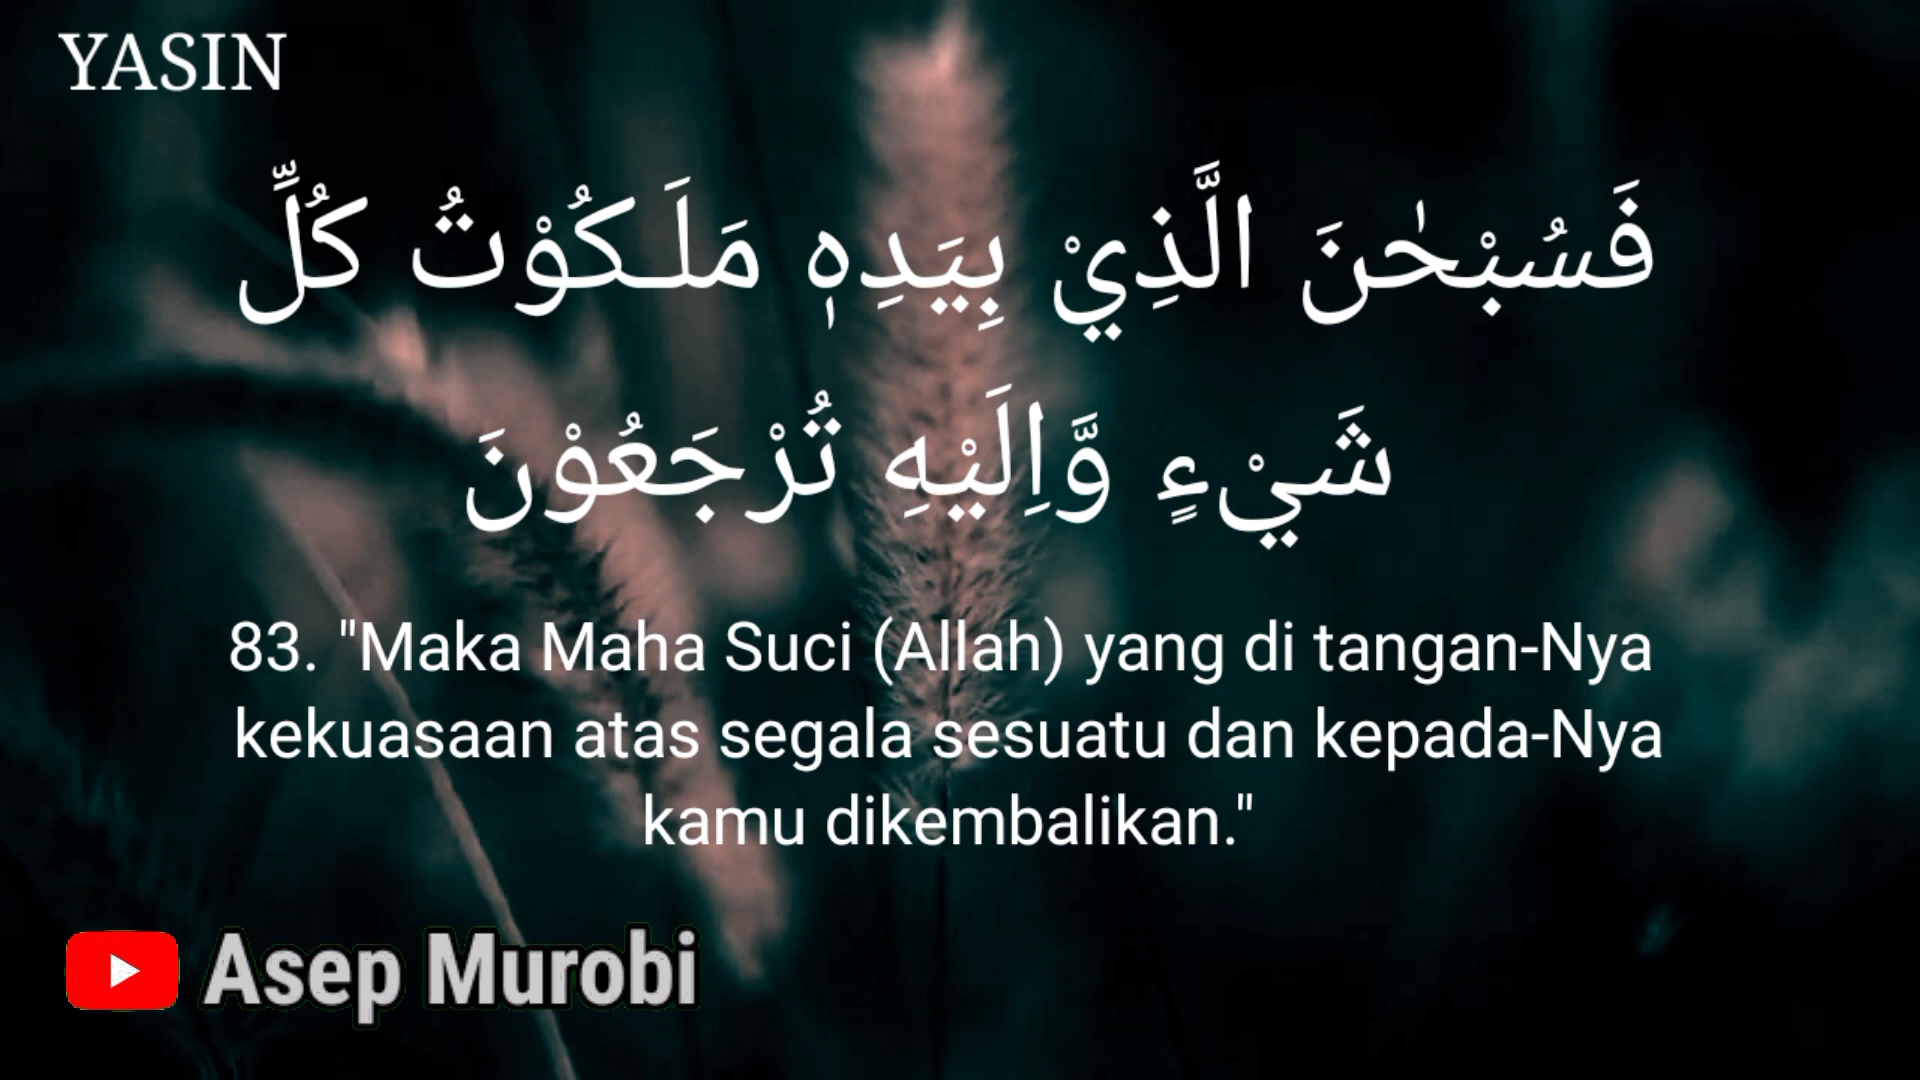 YASIN
فَسُبْحٰنَ الَّذِيْ بِيَدِهٖ مَلَـكُوْتُ كُلِّ
شَيْءٍ وَّاِلَيْهِ تُرْجَعُوْنَ
83. "Maka Maha Suci (Allah) yang di tangan-Nya
kekuasaan atas segala sesuatu dan kepada-Nya
kamu dikembalikan."
Asep Murobi